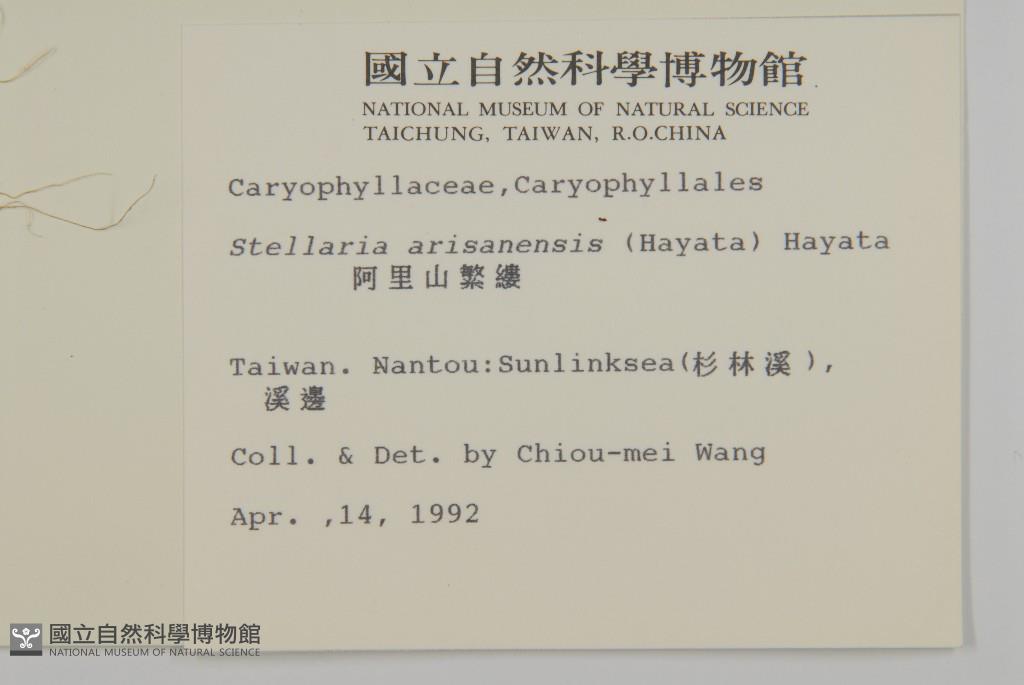 國立自然科學博物館
NATIONAL MUSEUM OF NATURAL SCIENCE
TAICHUNG, TAIWAN, R.O.CHINA
Caryophyllaceae,Caryophyllales
Stellaria arisanensis (Hayata) Hayata
阿里山繁縷
Taiwan. Nantou:Sunlinksea(杉林溪),
溪邊
Coll. & Det. by Chiou-mei Wang
Apr. ,14, 1992
國立自然科學博物館
NATIONAL MUSEUM OF NATURAL SCIENCE